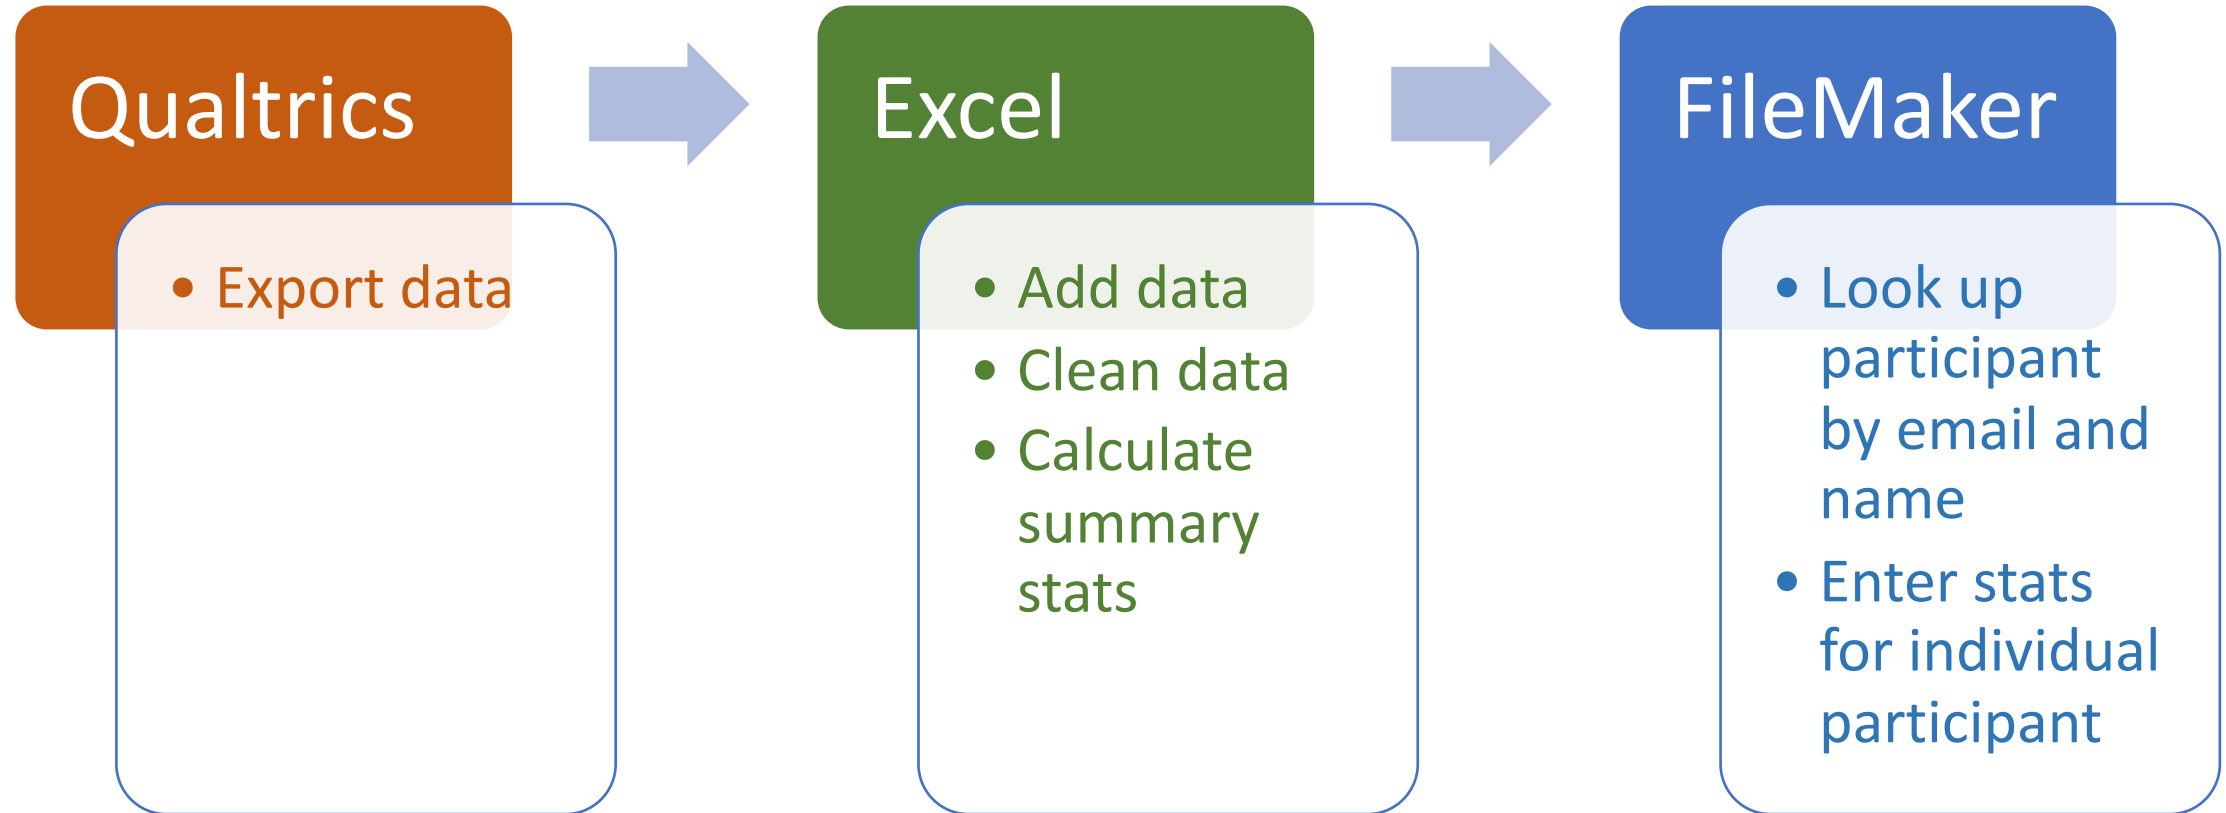 Qualtrics
• Export data
Excel
• Add data
• Clean data
• Calculate
summary
stats
FileMaker
• Look up
participant
by email and
name
• Enter stats
for individual
participant